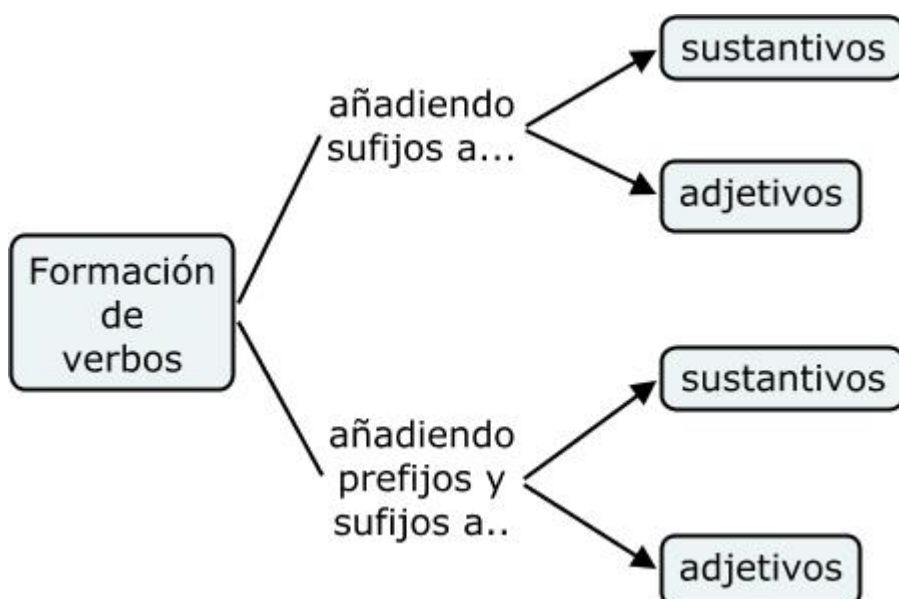 Formación
de
verbos
añadiendo
sufijos a...
sustantivos
adjetivos
añadiendo
prefijos y
sufijos a..
sustantivos
adjetivos